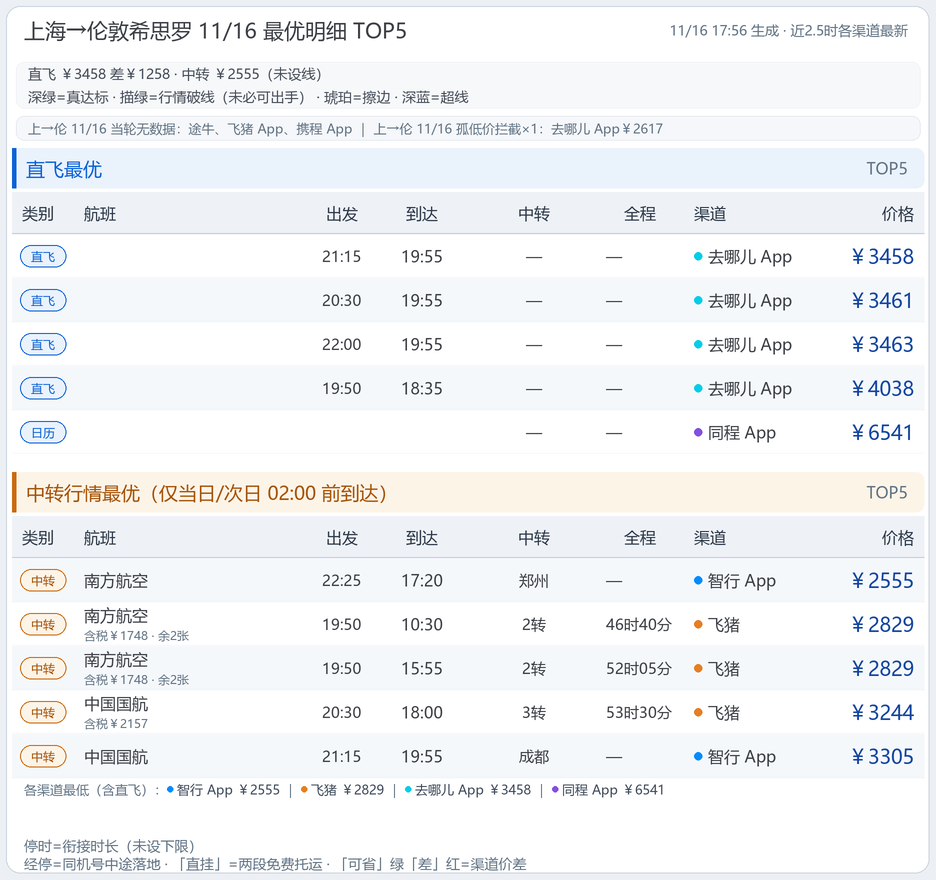 上海→伦敦希思罗 11/16 最优明细 TOP5
11/16 17:56 生成 · 近2.5时各渠道最新
直飞 ¥3458 差¥1258 · 中转 ¥2555（未设线）
深绿=真达标 · 描绿=行情破线（未必可出手） · 琥珀=擦边 · 深蓝=超线
上→伦 11/16 当轮无数据：途牛、飞猪 App、携程 App ｜ 上→伦 11/16 孤低价拦截×1：去哪儿 App¥2617
直飞最优 TOP5
类别 航班 出发 到达 中转 全程 渠道 价格
直飞 21:15 19:55 — — 去哪儿 App ¥3458
直飞 20:30 19:55 — — 去哪儿 App ¥3461
直飞 22:00 19:55 — — 去哪儿 App ¥3463
直飞 19:50 18:35 — — 去哪儿 App ¥4038
日历 — — 同程 App ¥6541
中转行情最优（仅当日/次日 02:00 前到达） TOP5
类别 航班 出发 到达 中转 全程 渠道 价格
中转 南方航空 22:25 17:20 郑州 — 智行 App ¥2555
中转 南方航空 19:50 10:30 2转 46时40分 飞猪 ¥2829
含税¥1748 · 余2张
中转 南方航空 19:50 15:55 2转 52时05分 飞猪 ¥2829
含税¥1748 · 余2张
中转 中国国航 20:30 18:00 3转 53时30分 飞猪 ¥3244
含税¥2157
中转 中国国航 21:15 19:55 成都 — 智行 App ¥3305
各渠道最低（含直飞）： 智行 App ¥2555 ｜ 飞猪 ¥2829 ｜ 去哪儿 App ¥3458 ｜ 同程 App ¥6541
停时=衔接时长（未设下限）
经停=同机号中途落地 · 「直挂」=两段免费托运 · 「可省」绿「差」红=渠道价差